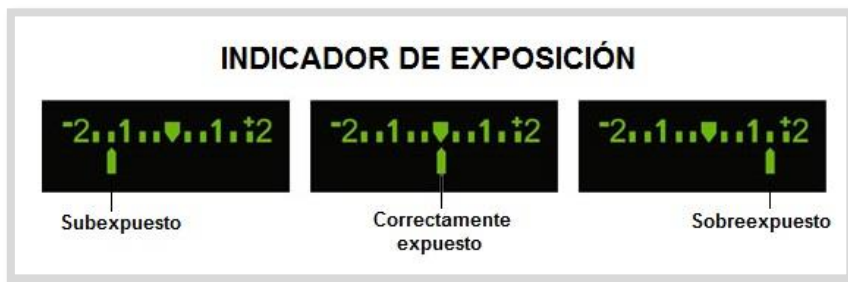 INDICADOR DE EXPOSICIÓN
-2..1..▼..1.+2
-2..1..▼..1.+2
-2..1..▼..1.+2
Subexpuesto
Correctamente
expuesto
Sobreexpuesto